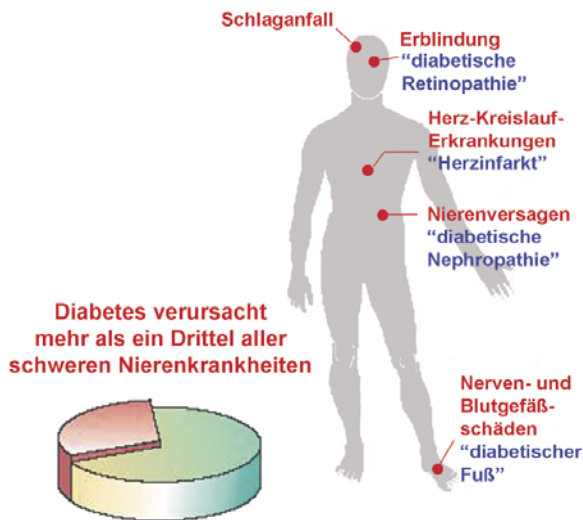 Schlaganfall
Erblindung
“diabetische
Retinopathie”
Herz-Kreislauf-
Erkrankungen
“Herzinfarkt”
Nierenversagen
“diabetische
Nephropathie”
Diabetes verursacht
mehr als ein Drittel aller
schweren Nierenkrankheiten
Nerven- und
Blutgefäß-
schäden
“diabetischer
Fuß”